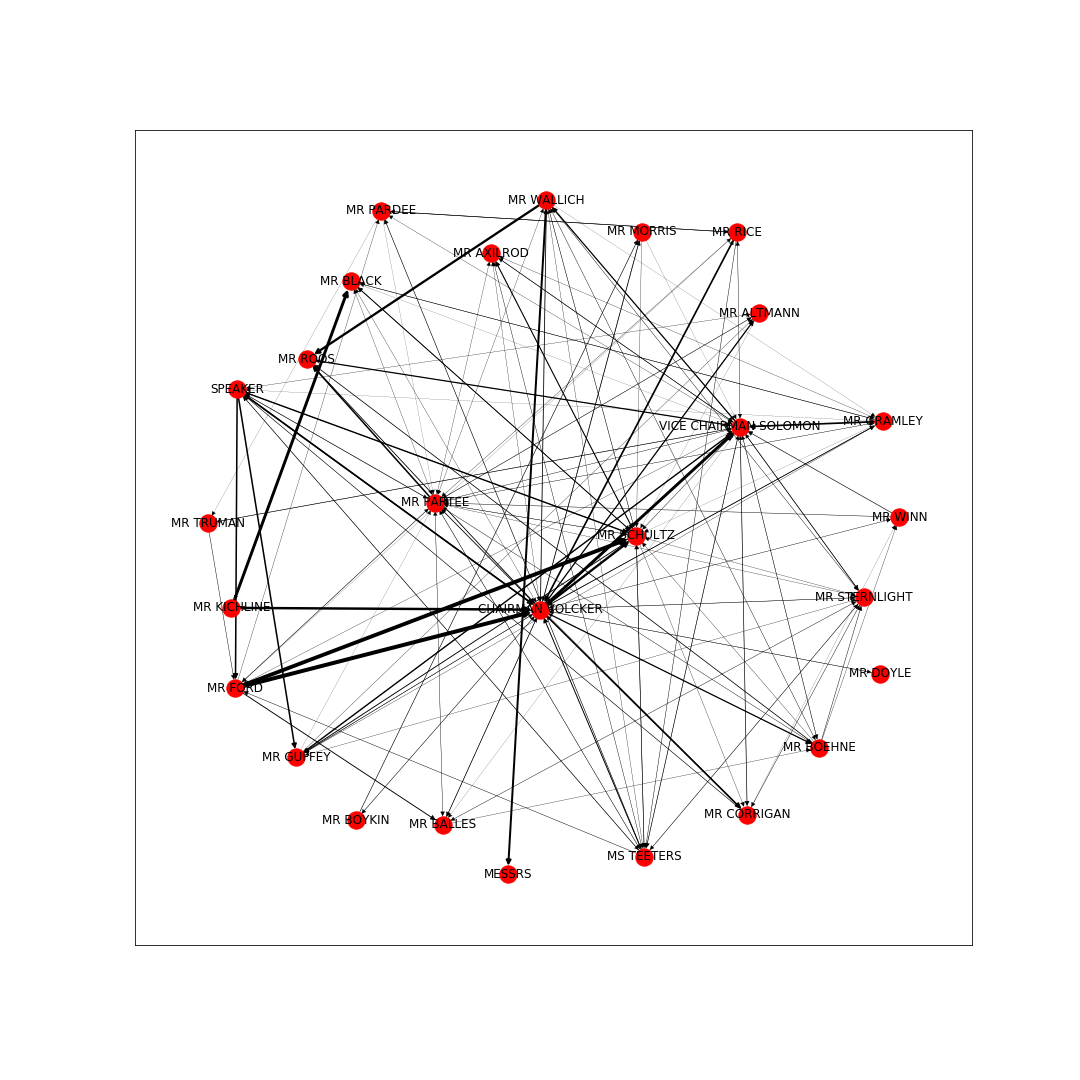 MR WALLICH
MR PARDEE
MR MORRIS
MR RICE
MR AXILROD
MR BLACK
MR ALTMANN
MR ROOS
SPEAKER
MR GRAMLEY
VICE CHAIRMAN SOLOMON
MR PARTEE
MR WINN
MR TRUMAN
MR SCHULTZ
MR STERNLIGHT
MR KICHLINE
CHAIRMAN VOLCKER
MR DOYLE
MR FORD
MR BOEHNE
MR GUFFEY
MR CORRIGAN
MR BOYKIN
MR BALLES
MS TEETERS
MESSRS